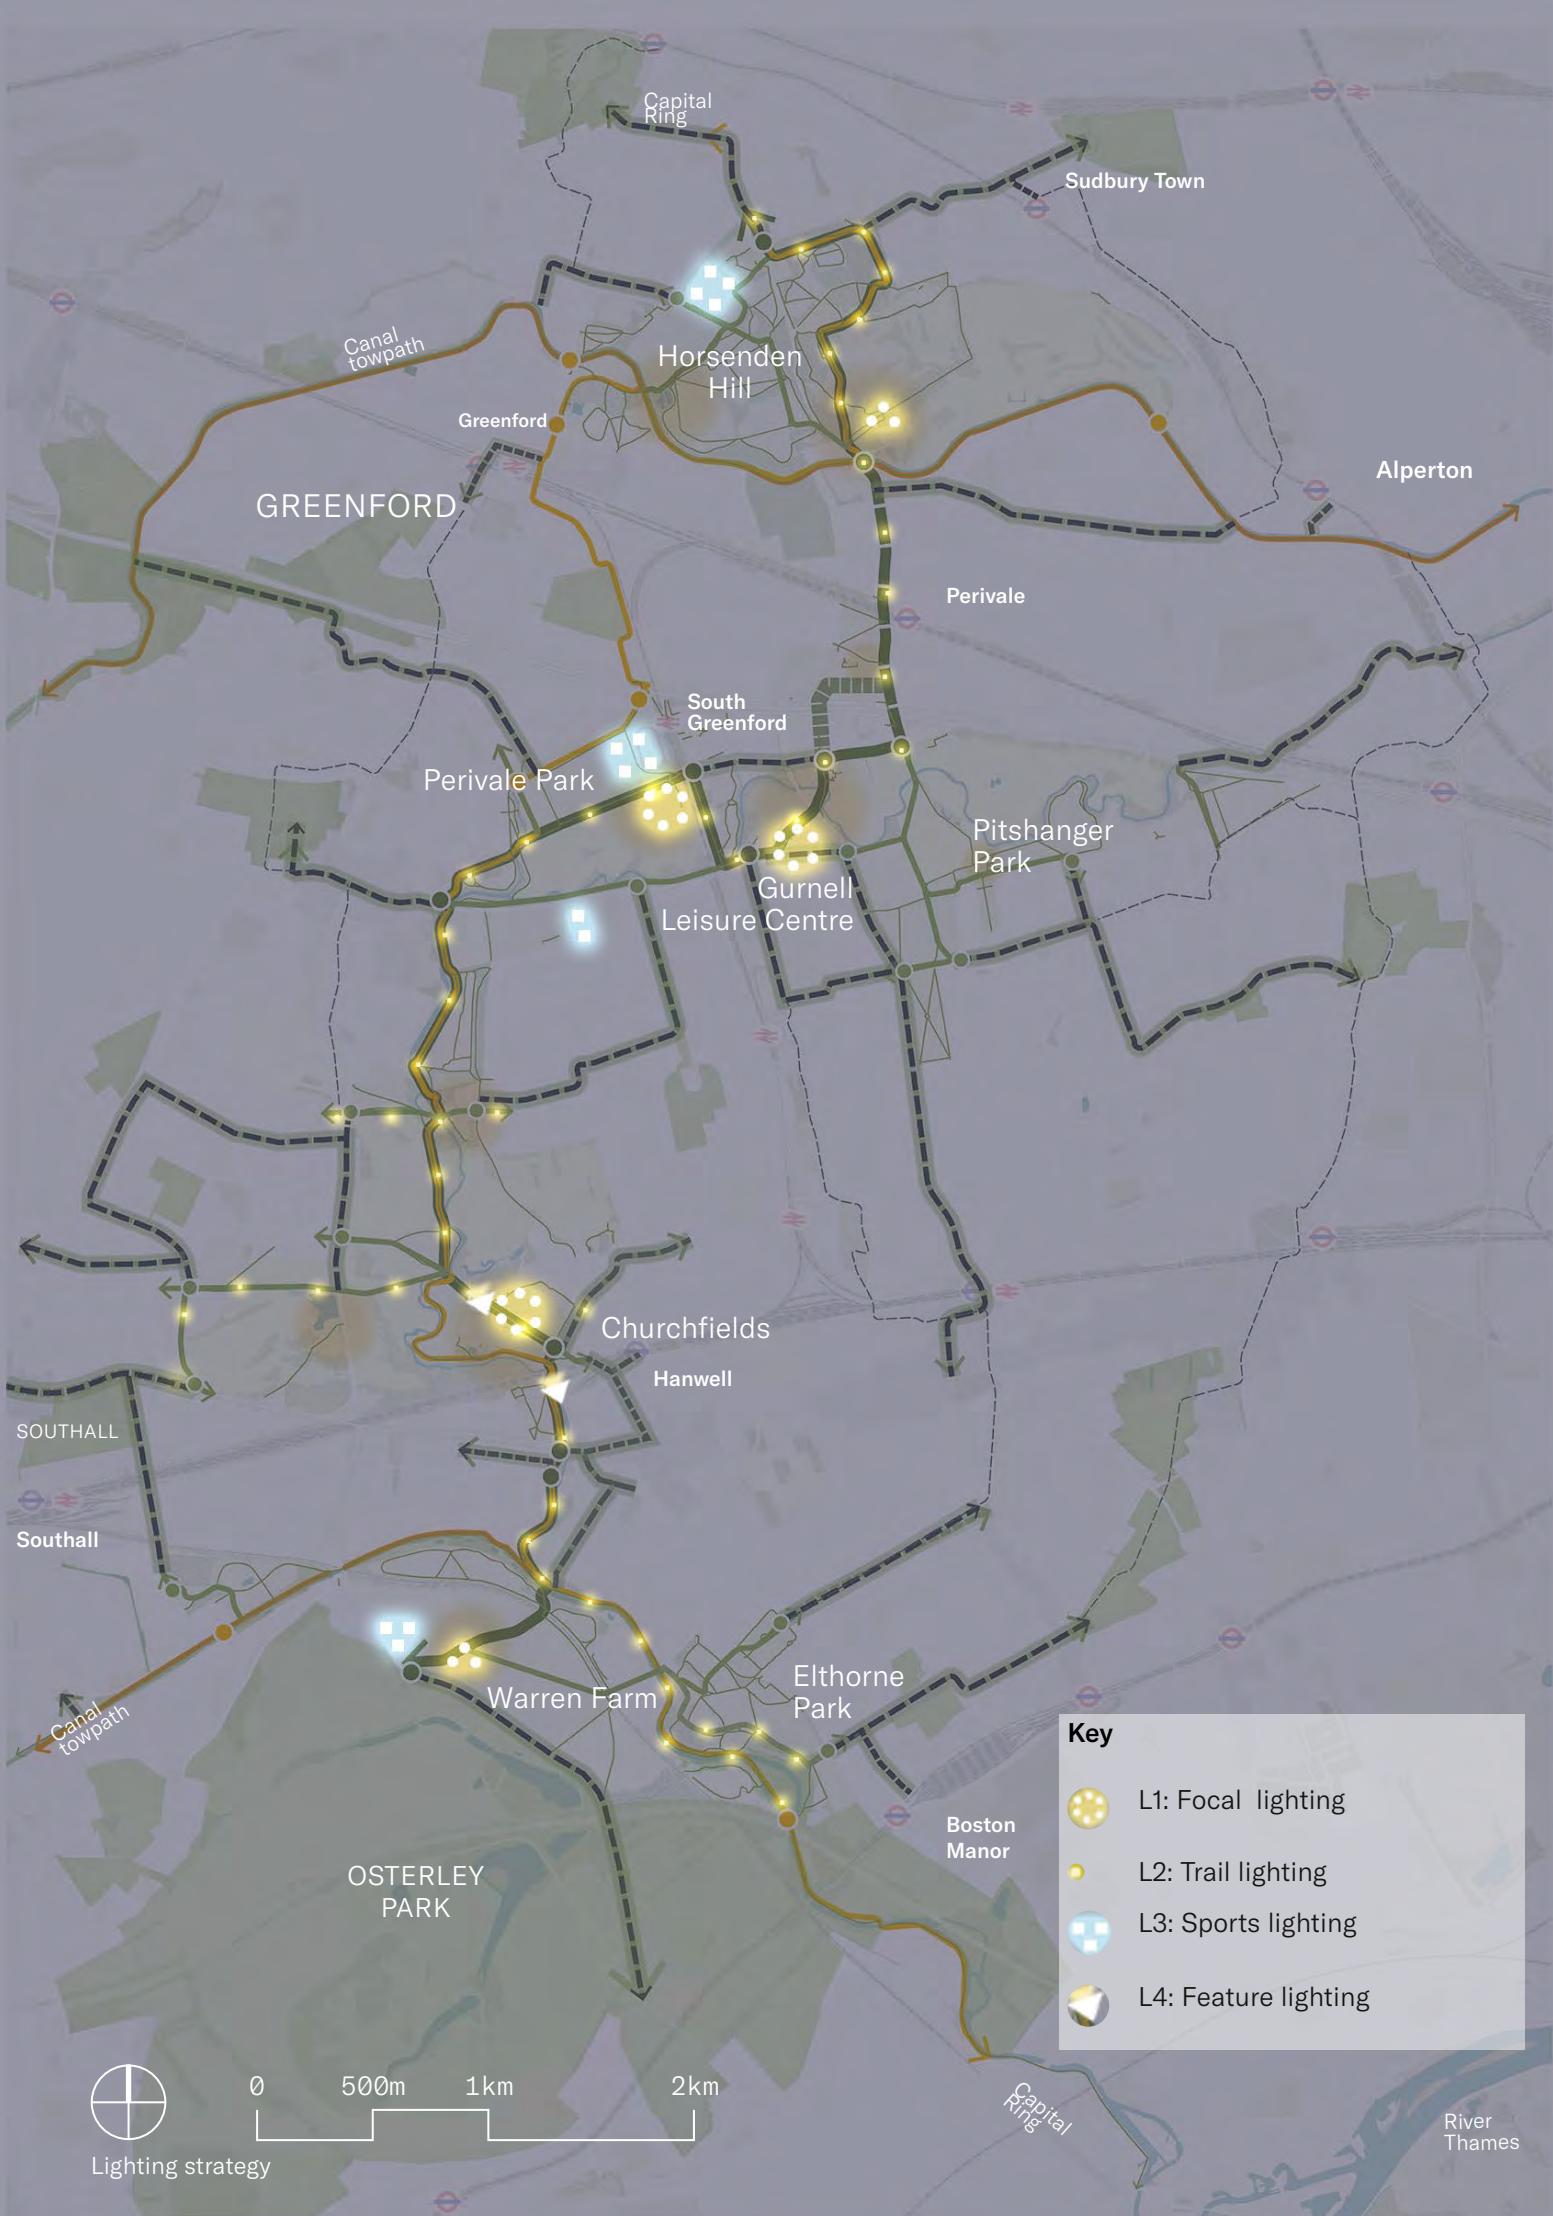 Capital
Ring
Sudbury Town
Canal
towpath
Horsenden
Hill
Greenford
Alperton
GREENFORD
Perivale
South
Greenford
Perivale Park
Pitshanger
Park
Gurnell
Leisure Centre
Churchfields
Hanwell
SOUTHALL
Southall
Elthorne
Park
Warren Farm
Canal
towpath
Boston
Manor
OSTERLEY
PARK
Key
L1: Focal lighting
L2: Trail lighting
L3: Sports lighting
L4: Feature lighting
0 500m 1km 2km
Capital
Ring
River
Thames
Lighting strategy